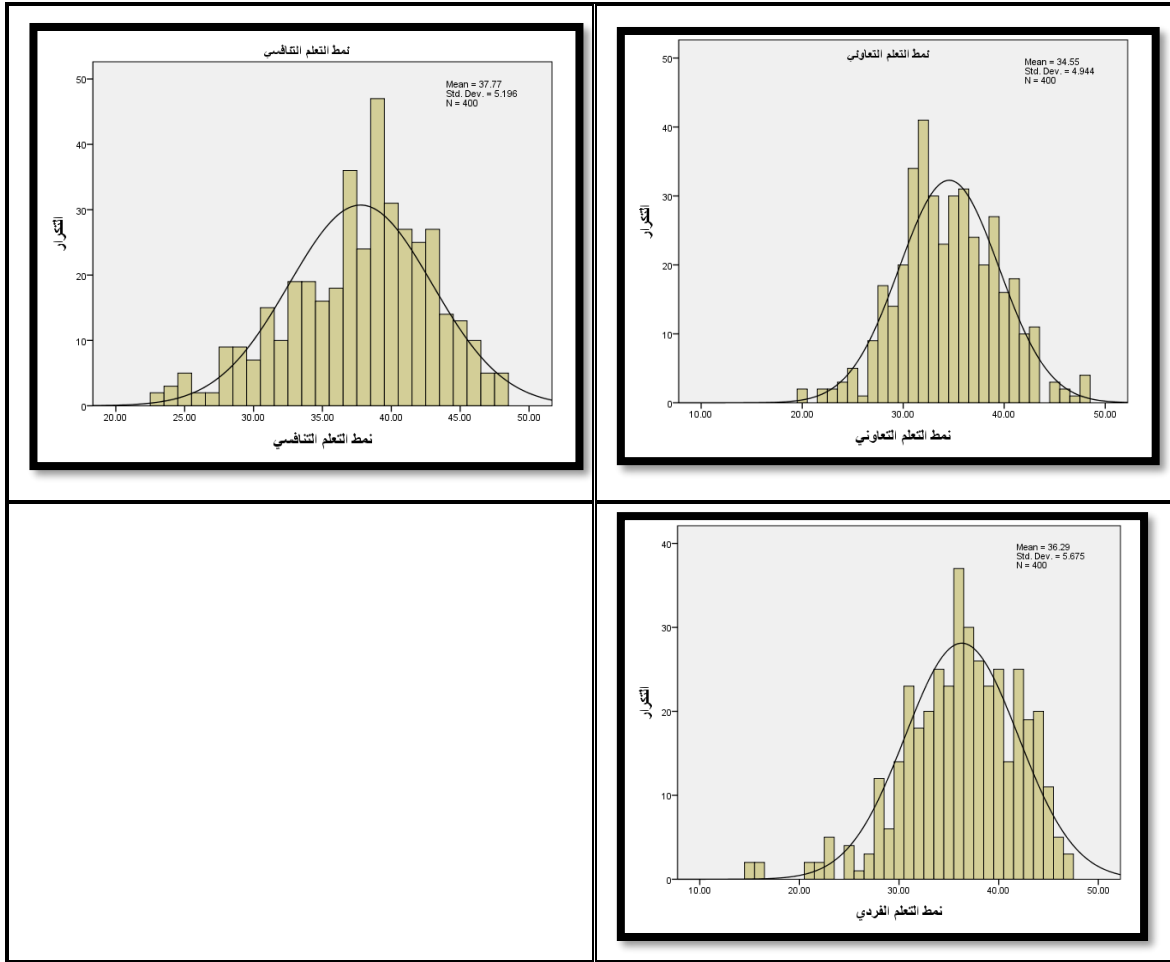 نمط التعلم التنافسي
Mean = 37.77
Std. Dev. = 5.196
N = 400
50
40
30
20
10
0
التكرار
20.00 25.00 30.00 35.00 40.00 45.00 50.00
نمط التعلم التنافسي
نمط التعلم التعاوني
Mean = 34.55
Std. Dev. = 4.944
N = 400
50
40
30
20
10
0
التكرار
10.00 20.00 30.00 40.00 50.00
نمط التعلم التعاوني
Mean = 36.29
Std. Dev. = 5.675
N = 400
40
30
20
10
0
التكرار
10.00 20.00 30.00 40.00 50.00
نمط التعلم الفردي